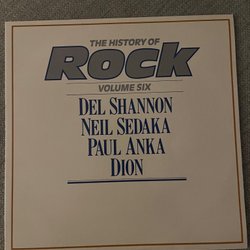 THE HISTORY OF
ROCK
VOLUME SIX
DEL SHANNON
NEIL SEDAKA
PAUL ANKA
DION